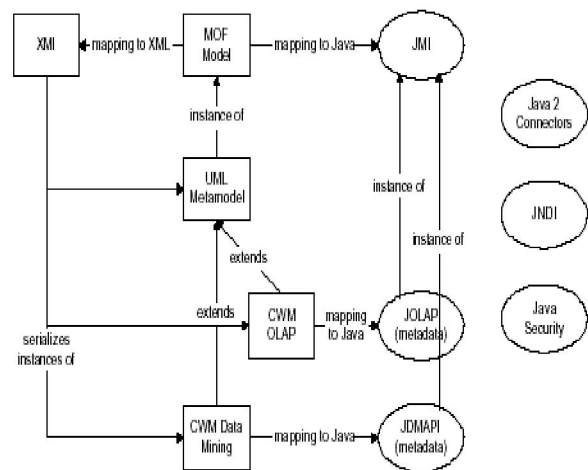 XMI
mapping to XML
MOF
Model
mapping to Java
JMI
Java 2
Connectors
instance of
UML
Metamodel
instance of
JNDI
instance of
extends
extends
CWM
OLAP
mapping
to Java
JOLAP
(metadata)
Java
Security
serializes
instances of
CWM Data
Mining
mapping to Java
JDMAPI
(metadata)